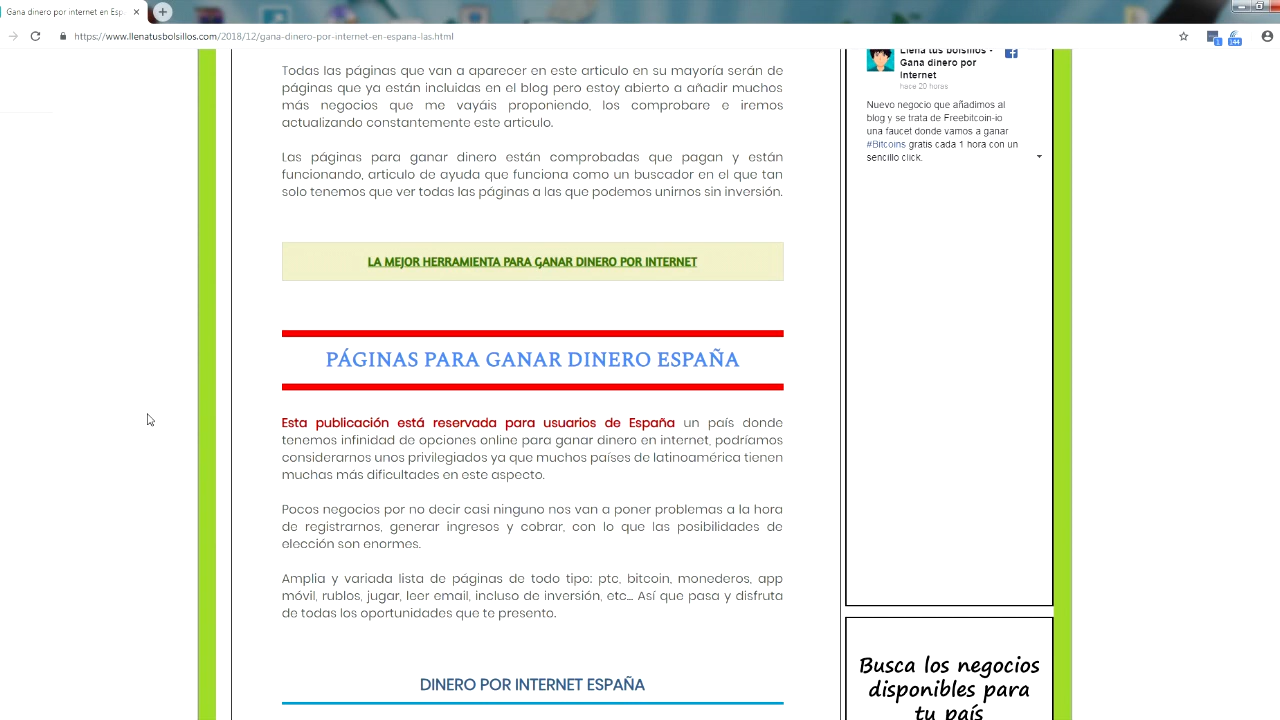 Gana dinero por internet en Esp
https://www.llenatusbolsillos.com/2018/12/gana-dinero-por-internet-en-espana-las.html
Todas las páginas que van a aparecer en este articulo en su mayoría serán de
páginas que ya están incluidas en el blog pero estoy abierto a añadir muchos
más negocios que me vayáis proponiendo, los comprobare e iremos
actualizando constantemente este articulo.
Las páginas para ganar dinero están comprobadas que pagan y están
funcionando, articulo de ayuda que funciona como un buscador en el que tan
solo tenemos que ver todas las páginas a las que podemos unirnos sin inversión.
LA MEJOR HERRAMIENTA PARA GANAR DINERO POR INTERNET
PÁGINAS PARA GANAR DINERO ESPAÑA
Esta publicación está reservada para usuarios de España un país donde
tenemos infinidad de opciones online para ganar dinero en internet, podríamos
considerarnos unos privilegiados ya que muchos países de latinoamérica tienen
muchas más dificultades en este aspecto.
Pocos negocios por no decir casi ninguno nos van a poner problemas a la hora
de registrarnos, generar ingresos y cobrar, con lo que las posibilidades de
elección son enormes.
Amplia y variada lista de páginas de todo tipo: ptc, bitcoin, monederos, app
móvil, rublos, jugar, leer email, incluso de inversión, etc... Así que pasa y disfruta
de todas los oportunidades que te presento.
DINERO POR INTERNET ESPAÑA
Llena tus bolsillos -
Gana dinero por
Internet
hace 20 horas
Nuevo negocio que añadimos al
blog y se trata de Freebitcoin-io
una faucet donde vamos a ganar
#Bitcoins gratis cada 1 hora con un
sencillo click.
Busca los negocios
disponibles para
tu país
1
144